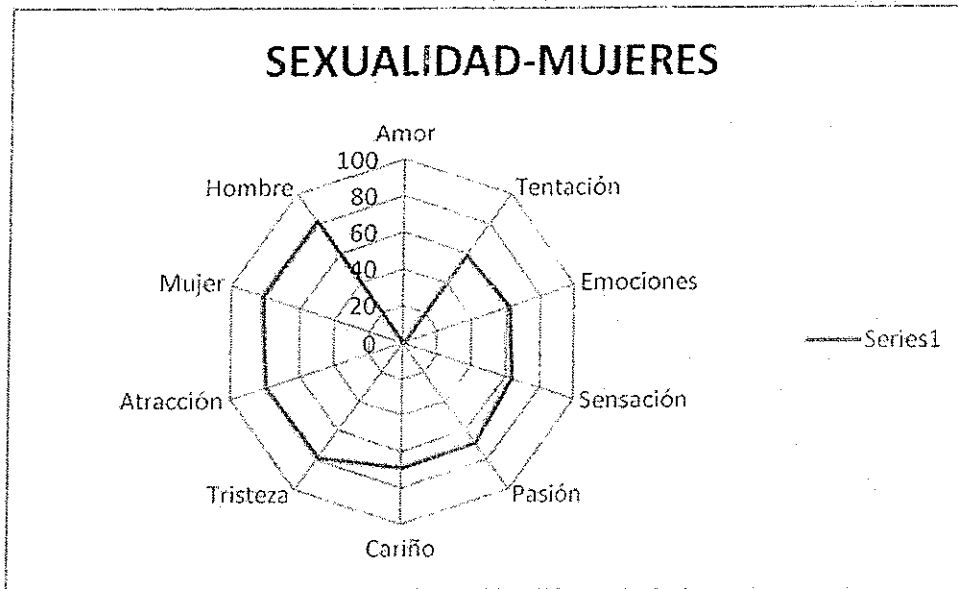 SEXUALIDAD-MUJERES
Amor
100
Hombre
80
Tentación
60
Mujer
40
Emociones
20
0
Series1
Atracción
Sensación
Tristeza
Pasión
Cariño